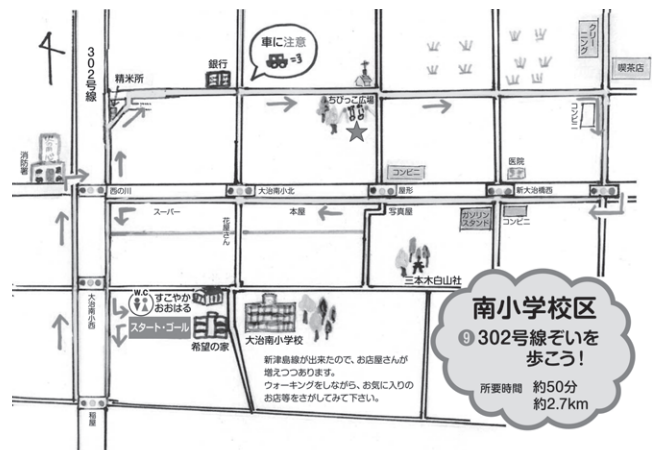 302号線
銀行
車に注意
クリーニング
喫茶店
精米所
ちびっこ広場
コンビニ
消防署
コンビニ
医院
西の川
大治南小北
屋形
新大治橋西
スーパー
花屋さん
本屋
写真屋
ガソリン
スタンド
コンビニ
三本木白山社
大治南小西
W.C
すこやか
おおはる
スタート・ゴール
希望の家
大治南小学校
新津島線が出来たので、お店屋さんが
増えつつあります。
ウォーキングをしながら、お気に入りの
お店等をさがしてみて下さい。
稲屋
南小学校区
9 302号線ぞいを
歩こう！
所要時間 約50分
約2.7km